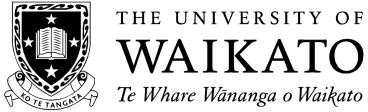 THE UNIVERSITY OF
WAIKATO
Te Whare Wānanga o Waikato
KO TE TANGATA